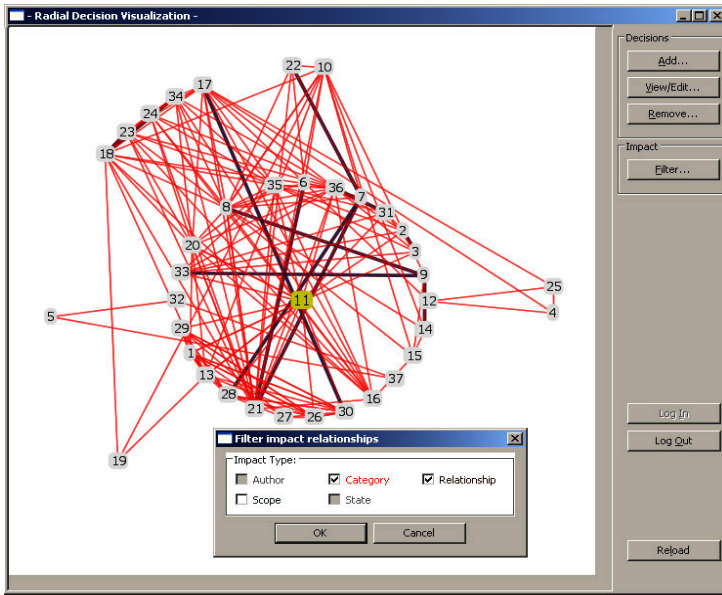 - Radial Decision Visualization -
Decisions
Add...
View/Edit...
Remove...
Impact
Filter...
22
10
17
34
24
23
18
35
6
36
7
8
31
2
20
3
33
9
11
25
32
12
4
5
29
14
1
15
13
37
28
16
21
27
26
30
19
Log In
Log Out
Filter impact relationships
Impact Type:
Author
Category
Relationship
Scope
State
OK
Cancel
Reload